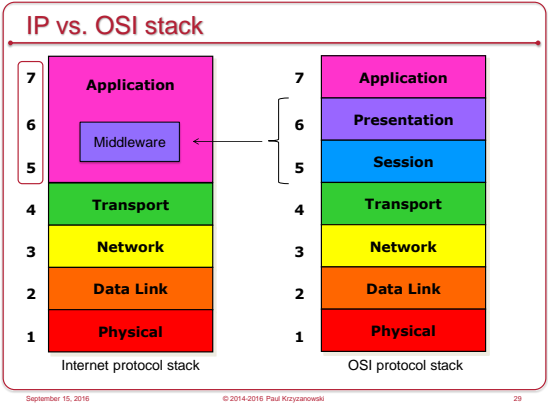 IP vs. OSI stack
7 Application
6 Middleware
5
4 Transport
3 Network
2 Data Link
1 Physical
Internet protocol stack
7 Application
6 Presentation
5 Session
4 Transport
3 Network
2 Data Link
1 Physical
OSI protocol stack
September 15, 2016 © 2014-2016 Paul Krzyzanowski 29